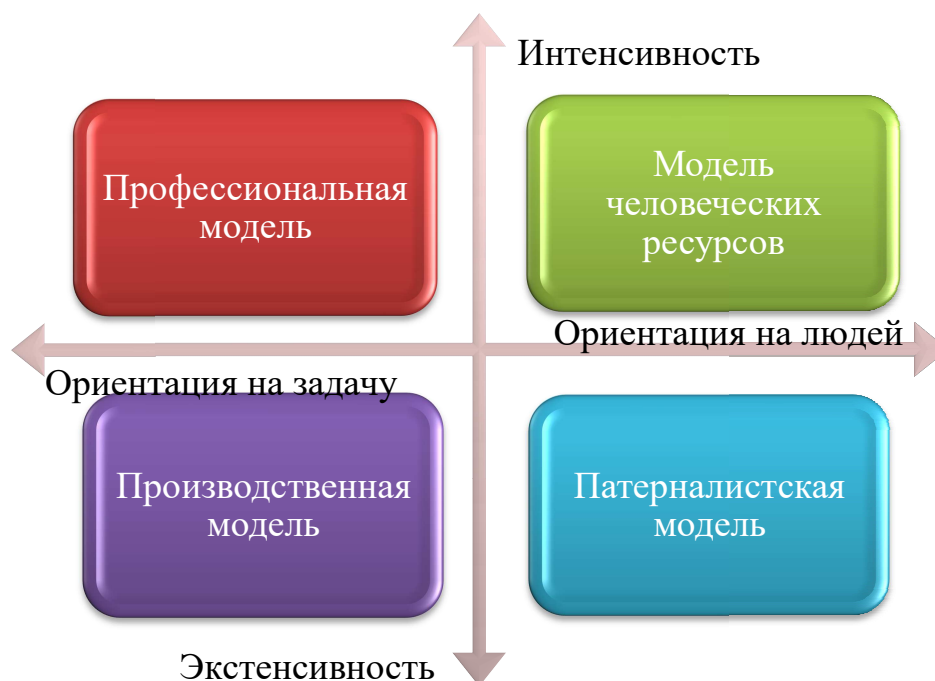 Интенсивность
Профессиональная
модель
Модель
человеческих
ресурсов
Ориентация на людей
Ориентация на задачу
Производственная
модель
Патерналистская
модель
Экстенсивность